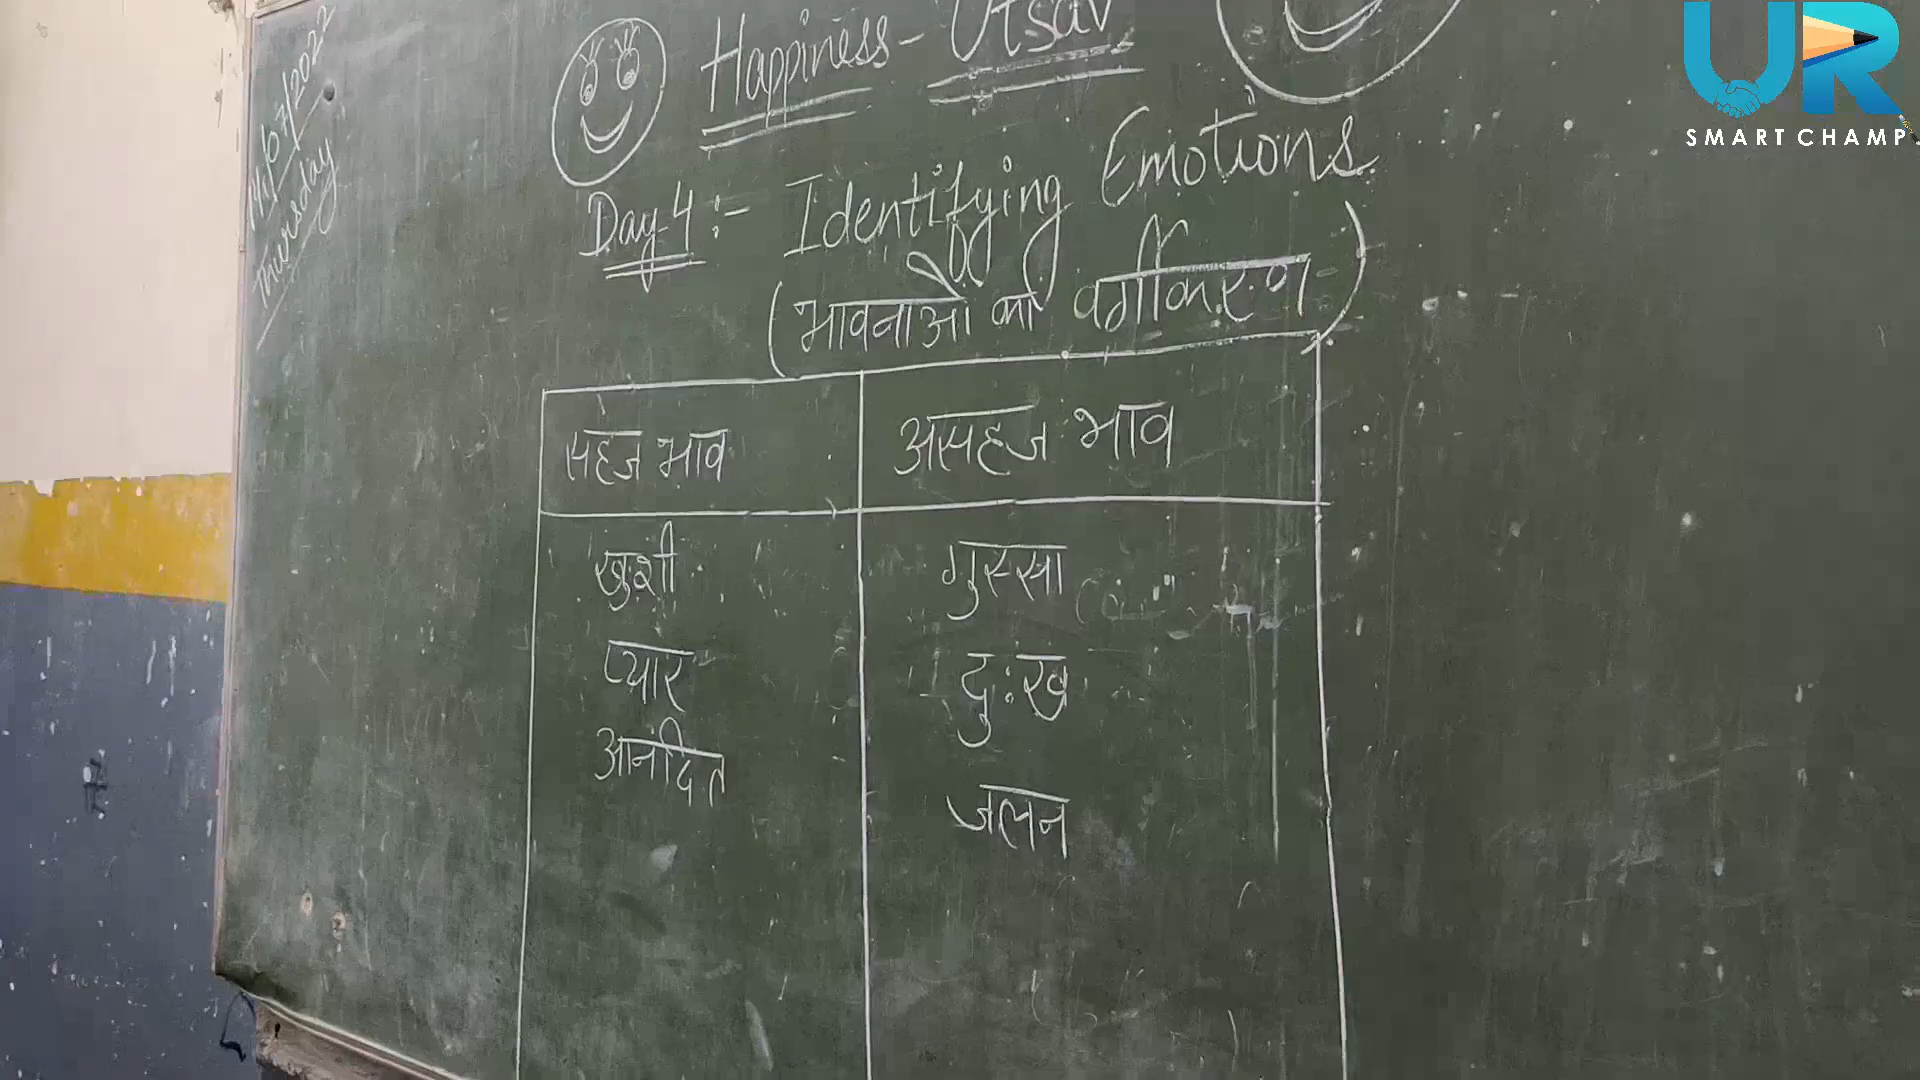 14/07/2022
Thursday
Happiness - Utsav
Day 4 :- Identifying Emotions
(भावनाओं का वर्गीकरण)
सहज भाव
असहज भाव
खुशी
गुस्सा
प्यार
दुःख
आनंदित
जलन
UR
SMART CHAMP